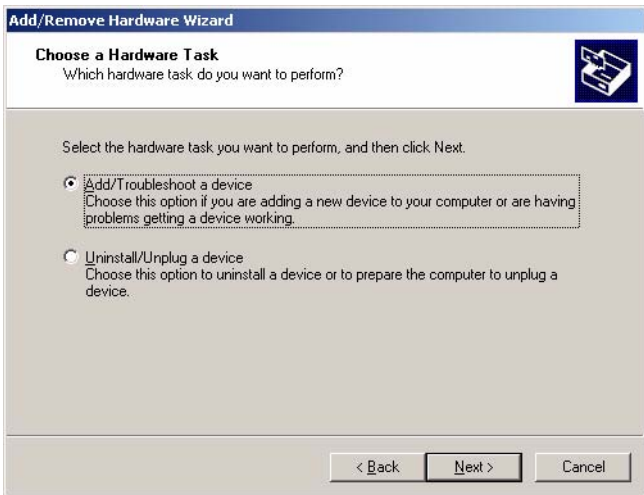 Add/Remove Hardware Wizard
Choose a Hardware Task
Which hardware task do you want to perform?
Select the hardware task you want to perform, and then click Next.
Add/Troubleshoot a device
Choose this option if you are adding a new device to your computer or are having
problems getting a device working.
Uninstall/Unplug a device
Choose this option to uninstall a device or to prepare the computer to unplug a
device.
< Back
Next >
Cancel